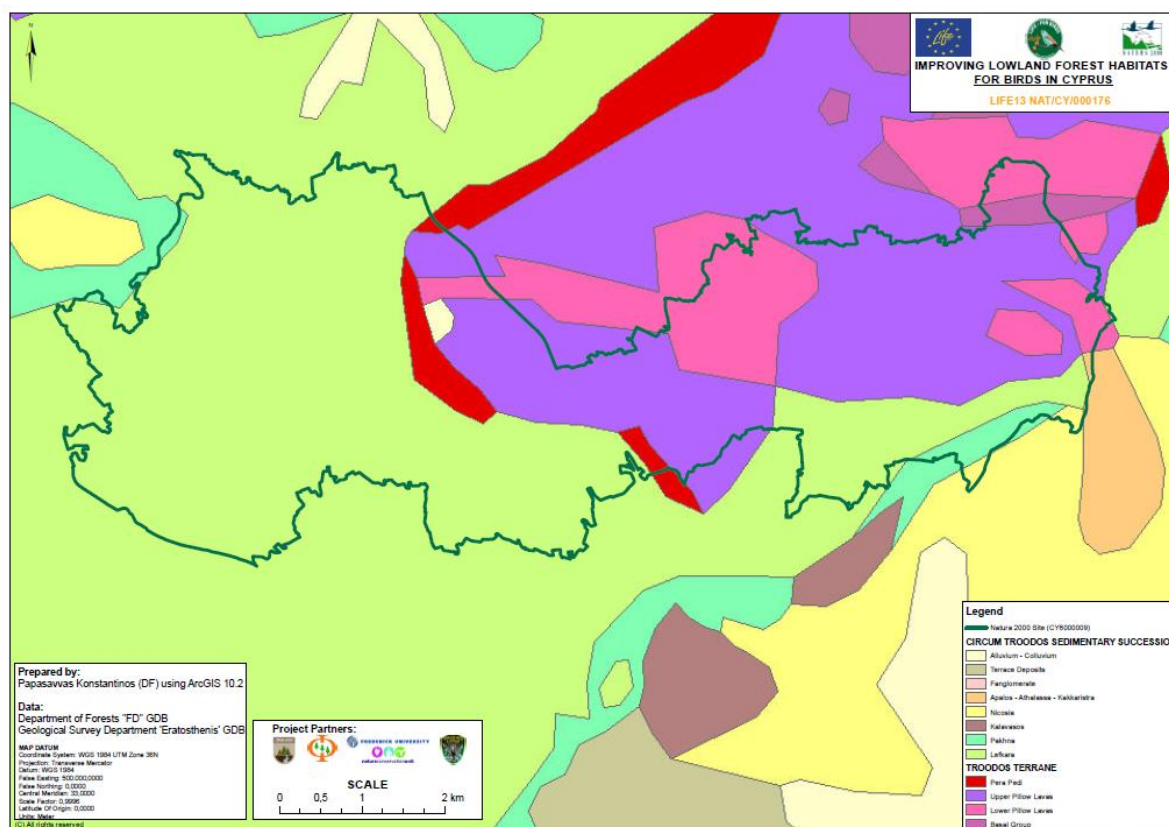 N
Life
NATURA 2000
IMPROVING LOWLAND FOREST HABITATS
FOR BIRDS IN CYPRUS
LIFE13 NAT/CY/000176
Legend
Natura 2000 Site (CY6000009)
CIRCUM TROODOS SEDIMENTARY SUCCESSION
Alluvium - Colluvium
Terrace Deposits
Fanglomerate
Apalos - Athalassa - Kakkaristra
Nicosia
Kalavasos
Pakhna
Lefkara
TROODOS TERRANE
Pera Pedi
Upper Pillow Lavas
Lower Pillow Lavas
Basal Group
Prepared by:
Papasavvas Konstantinos (DF) using ArcGIS 10.2
Data:
Department of Forests "FD" GDB
Geological Survey Department 'Eratosthenis' GDB
MAP DATUM
Coordinate System: WGS 1984 UTM Zone 36N
Projection: Transverse Mercator
Datum: WGS 1984
False Easting: 500.000,0000
False Northing: 0,0000
Central Meridian: 33,0000
Scale Factor: 0,9996
Latitude Of Origin: 0,0000
Units: Meter
(C) All rights reserved
Project Partners:
FREDERICK UNIVERSITY
natureconservationunit
SCALE
0 0,5 1 2 km